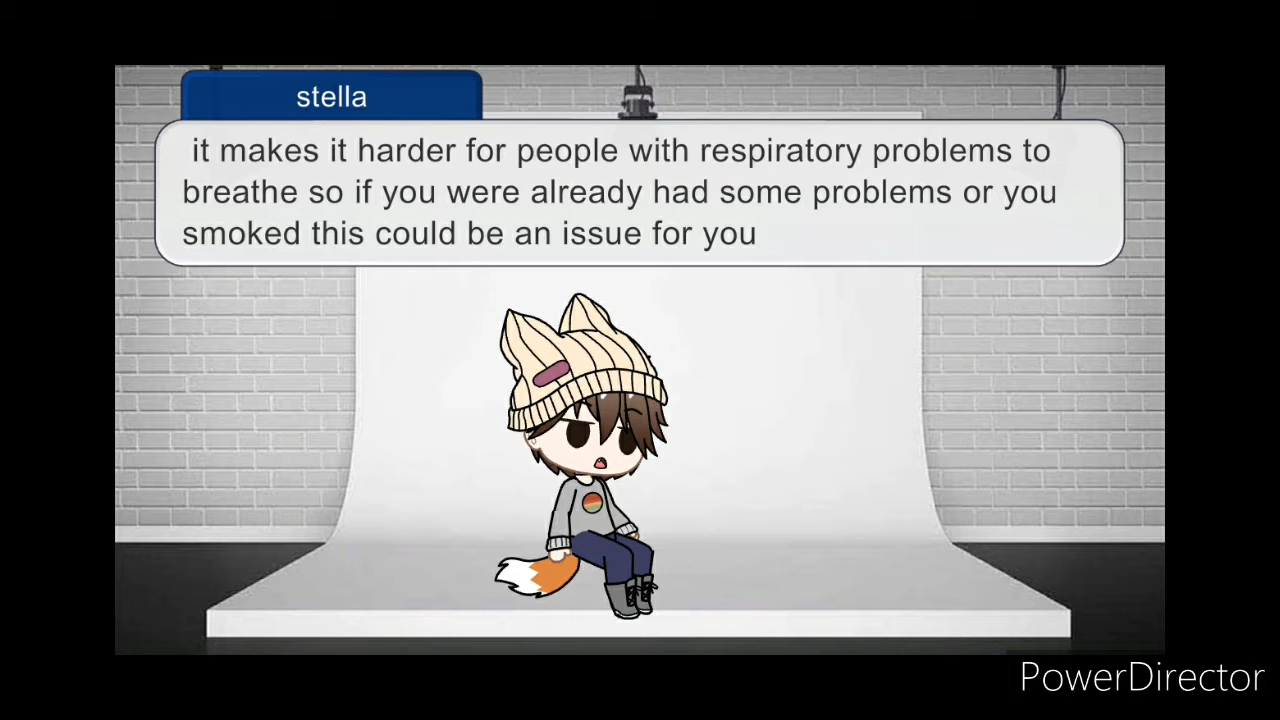 stella
it makes it harder for people with respiratory problems to
breathe so if you were already had some problems or you
smoked this could be an issue for you
PowerDirector